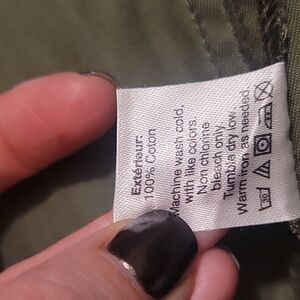 Extérieur:
100% Coton
Machine wash cold,
with like colors.
Non chlorine
bleach only.
Tumble dry low.
Warm iron as needed.
30